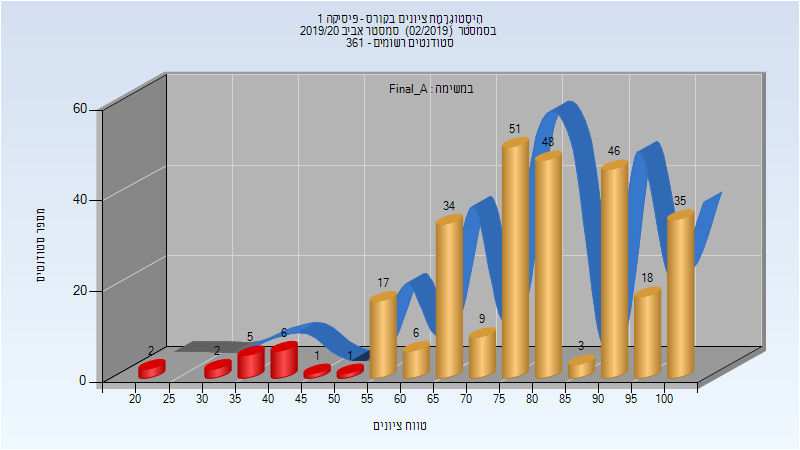 היסטוגרמת ציונים בקורס - פיסיקה 1
בסמסטר (02/2019) סמסטר אביב 2019/20
סטודנטים רשומים - 361
במשימה : Final_A
מספר סטודנטים
60
40
20
0
2
2
5
6
1
1
17
6
34
9
51
48
3
46
18
35
20 25 30 35 40 45 50 55 60 65 70 75 80 85 90 95 100
טווח ציונים